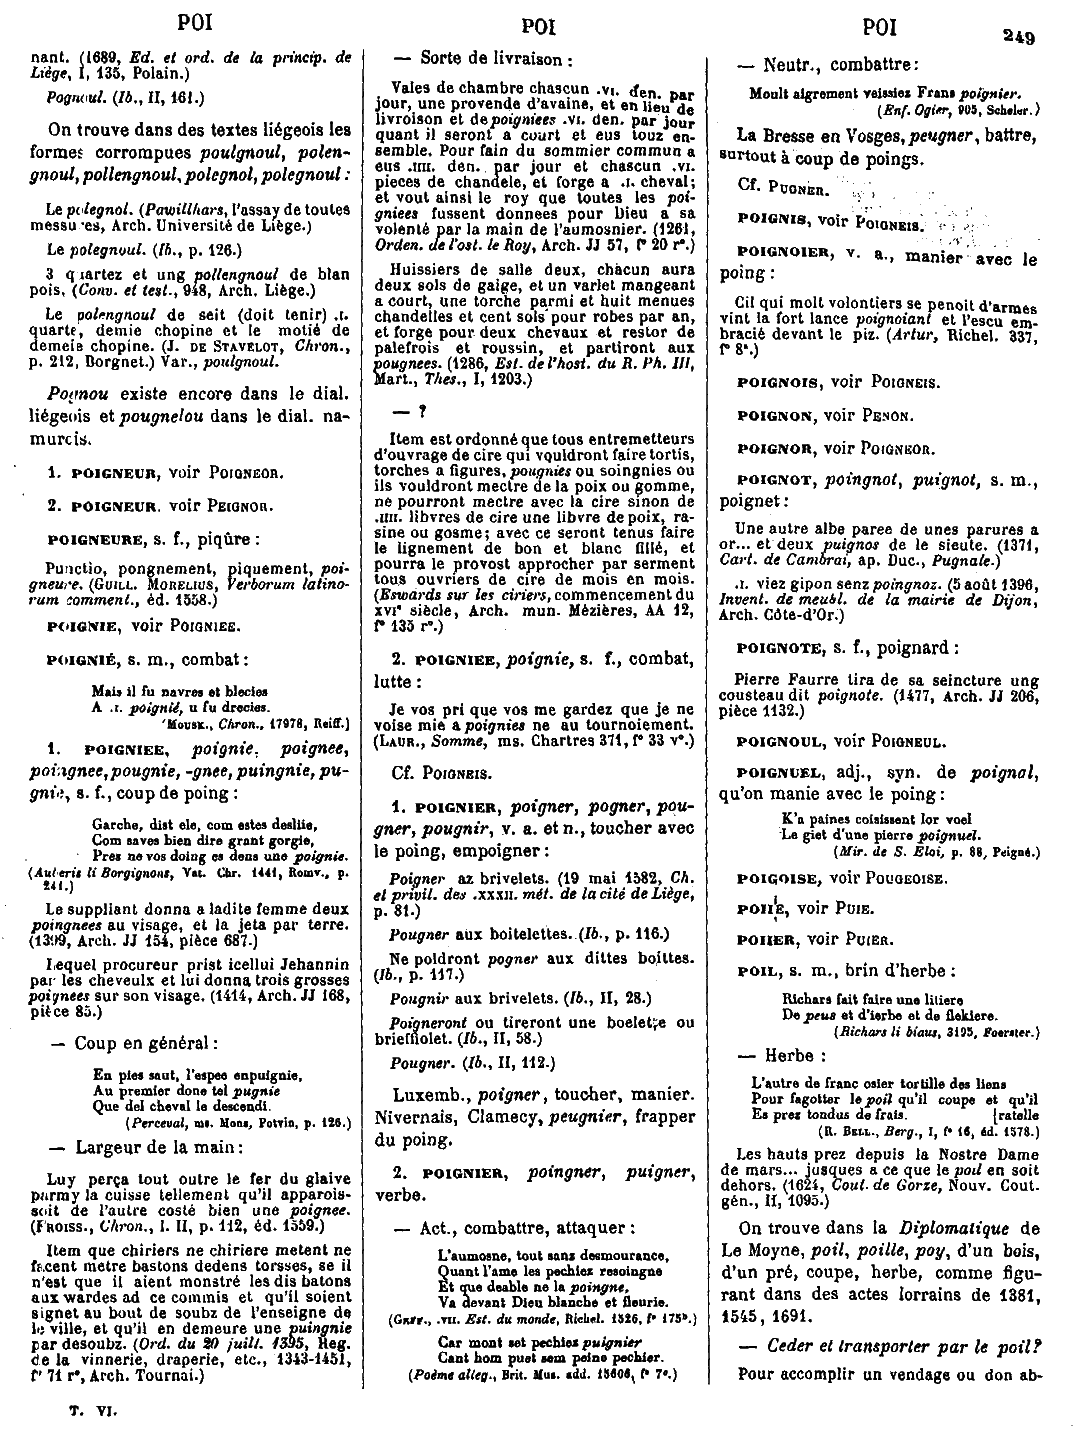 POI
POI
POI
249
nant. (1689, Ed. et ord. de la princip. de
Liège, I, 135, Polain.)
Pognoul. (Ib., II, 161.)
On trouve dans des textes liégeois les
formes corrompues poulgnoul, polen-
gnoul, pollengnoul, polegnol, polegnoul :
Le polegnol. (Pawillhars, l'assay de toutes
messures, Arch. Université de Liège.)
Le polegnoul. (Ib., p. 126.)
3 quartez et ung pollengnoul de blan
pois. (Conv. et test., 948, Arch. Liège.)
Le polengnoul de seit (doit tenir) .I.
quarte, demie chopine et le motié de
demeie chopine. (J. DE STAVELOT, Chron.,
p. 212, Borgnet.) Var., poulgnoul.
Pognou existe encore dans le dial.
liégeois et pougnelou dans le dial. na-
murcis.
1. POIGNEUR, voir POIGNEOR.
2. POIGNEUR. voir PEIGNOR.
POIGNEURE, s. f., piqûre :
Punctio, pongnement, piquement, poi-
gneure. (GUILL. MORELIUS, Verborum latino-
rum comment., éd. 1558.)
POIGNIE, voir POIGNIEE.
POIGNIÉ, s. m., combat :
Mais il fu navres et blecies
A .I. poignié, u fu drecies.
(MOUSK., Chron., 17978, Reiff.)
1. POIGNIEE, poignie, poignee,
poingnee, pougnie, -gnee, puingnie, pu-
gnie, s. f., coup de poing :
Garche, dist ele, com estes desliie,
Com saves bien dire grant gorgie,
Pres ne vos doing es dens une poignie.
(Auberis li Borgignons, Vat. Chr. 1441, Romv., p.
241.)
Le suppliant donna a ladite femme deux
poingnees au visage, et la jeta par terre.
(1399, Arch. JJ 154, pièce 687.)
Lequel procureur prist icellui Jehannin
par les cheveulx et lui donna trois grosses
poignees sur son visage. (1414, Arch. JJ 168,
pièce 85.)
— Coup en général :
En pies saut, l'espee enpuignie,
Au premier done tel pugnie
Que del cheval le descendi.
(Perceval, ms. Mons, Potvin, p. 126.)
— Largeur de la main :
Luy perça tout outre le fer du glaive
parmy la cuisse tellement qu'il apparois-
soit de l'autre costé bien une poignee.
(FROISS., Chron., l. II, p. 112, éd. 1559.)
Item que chiriers ne chiriere metent ne
facent metre bastons dedens torsses, se il
n'est que il aient monstré les dis batons
aux wardes ad ce commis et qu'il soient
signet au bout de soubz de l'enseigne de
le ville, et qu'il en demeure une puingnie
par desoubz. (Ord. du 20 juill. 1395, Reg.
de la vinnerie, draperie, etc., 1343-1451,
f° 71 r°, Arch. Tournai.)
T. VI.
— Sorte de livraison :
Vales de chambre chascun .VI. den. par
jour, une provende d'avaine, et en lieu de
livroison et de poigniees .VI. den. par jour
quant il seront a court et eus touz en-
semble. Pour fain du sommier commun a
eus .IIII. den. par jour et chascun .VI.
pieces de chandele, et forge a .I. cheval;
et vout ainsi le roy que toutes les poi-
gniees fussent donnees pour Dieu a sa
volenté par la main de l'aumosnier. (1261,
Orden. de l'ost. le Roy, Arch. JJ 57, f° 20 r°.)
Huissiers de salle deux, chacun aura
deux sols de gaige, et un varlet mangeant
a court, une torche parmi et huit menues
chandelles et cent sols pour robes par an,
et forge pour deux chevaux et restor de
palefrois et roussin, et partiront aux
pougnees. (1286, Est. de l'host. du R. Ph. III,
Mart., Thes., I, 1203.)
— ?
Item est ordonné que tous entremetteurs
d'ouvrage de cire qui vouldront faire tortis,
torches a figures, pougnies ou soingnies ou
ils vouldront mectre de la poix ou gomme,
ne pourront mectre avec la cire sinon de
.IIII. libvres de cire une libvre de poix, ra-
sine ou gosme; avec ce seront tenus faire
le lignement de bon et blanc fillé, et
pourra le provost approcher par serment
tous ouvriers de cire de mois en mois.
(Eswards sur les ciriers, commencement du
XVIᵉ siècle, Arch. mun. Mézières, AA 12,
f° 135 r°.)
2. POIGNIEE, poignie, s. f., combat,
lutte :
Je vos pri que vos me gardez que je ne
voise mie a poignies ne au tournoiement.
(LAUR., Somme, ms. Chartres 371, f° 33 v°.)
Cf. POIGNEIS.
1. POIGNIER, poigner, pogner, pou-
gner, pougnir, v. a. et n., toucher avec
le poing, empoigner :
Poigner az brivelets. (19 mai 1582, Ch.
et privil. des .XXXII. mét. de la cité de Liège,
p. 81.)
Pougner aux boitelettes. (Ib., p. 116.)
Ne poldront pogner aux dittes boittes.
(Ib., p. 117.)
Pougnir aux brivelets. (Ib., II, 28.)
Poigneront ou tireront une boelette ou
briefliolet. (Ib., II, 58.)
Pougner. (Ib., II, 112.)
Luxemb., poigner, toucher, manier.
Nivernais, Clamecy, peugnier, frapper
du poing.
2. POIGNIER, poingner, puigner,
verbe.
— Act., combattre, attaquer :
L'aumosne, tout sans desmourance,
Quant l'ame les pechiez resoingne
Et que deable ne la poingne,
Va devant Dieu blanche et fleurie.
(GEFF., .VII. Est. du monde, Richel. 1526, f° 175ᵇ.)
Car mont set pechies puignier
Cant hom puet sem peine pechier.
(Poème alleg., Brit. Mus. add. 15606, f° 7ᵃ.)
— Neutr., combattre :
Moult aigrement veissiez Frans poignier.
(Enf. Ogier, 905, Scheler.)
La Bresse en Vosges, peugner, battre,
surtout à coup de poings.
Cf. PUGNER.
POIGNIS, voir POIGNEIS.
POIGNOIER, v. a., manier avec le
poing :
Cil qui molt volontiers se penoit d'armes
vint la fort lance poignoiant et l'escu em-
bracié devant le piz. (Artur, Richel. 337,
f° 8ᵃ.)
POIGNOIS, voir POIGNEIS.
POIGNON, voir PENON.
POIGNOR, voir POIGNEOR.
POIGNOT, poingnot, puignot, s. m.,
poignet :
Une autre albe paree de unes parures a
or... et deux puignos de le sieute. (1371,
Cart. de Cambrai, ap. Duc., Pugnale.)
.I. viez gipon senz poingnoz. (5 août 1396,
Invent. de meubl. de la mairie de Dijon,
Arch. Côte-d'Or.)
POIGNOTE, s. f., poignard :
Pierre Faurre tira de sa seincture ung
cousteau dit poignote. (1477, Arch. JJ 206,
pièce 1132.)
POIGNOUL, voir POIGNEUL.
POIGNUEL, adj., syn. de poignal,
qu'on manie avec le poing :
K'a paines coisissent lor voel
Le giet d'une pierre poignuel.
(Mir. de S. Eloi, p. 88, Peigné.)
POIGOISE, voir POUGEOISE.
POIIE, voir PUIE.
POIIER, voir PUIER.
POIL, s. m., brin d'herbe :
Richars fait faire une litiere
De peus et d'ierbe et de flekiere.
(Richars li biaus, 3195, Foerster.)
— Herbe :
L'autre de franc osier tortille des liens
Pour fagotter le poil qu'il coupe et qu'il
Es prez tondus de frais. [ratelle
(R. BELL., Berg., I, f° 16, éd. 1578.)
Les hauts prez depuis la Nostre Dame
de mars... jusques a ce que le poil en soit
dehors. (1624, Cout. de Gorze, Nouv. Cout.
gén., II, 1095.)
On trouve dans la Diplomatique de
Le Moyne, poil, poille, poy, d'un bois,
d'un pré, coupe, herbe, comme figu-
rant dans des actes lorrains de 1381,
1545, 1691.
— Ceder et transporter par le poil ?
Pour accomplir un vendage ou don ab-